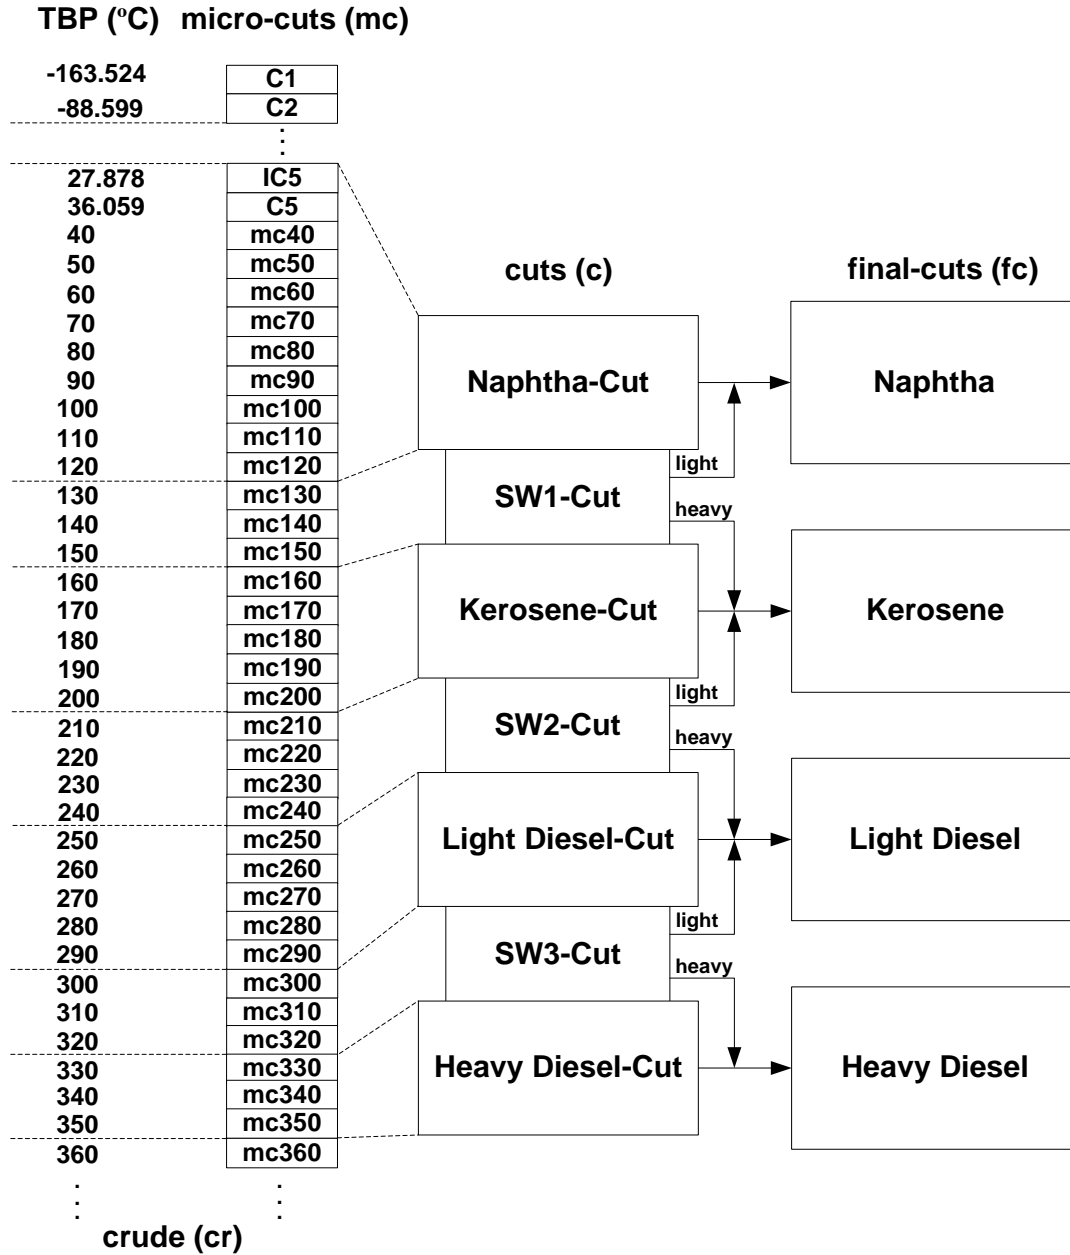 TBP (ºC) micro-cuts (mc)
-163.524 C1
-88.599 C2
27.878 IC5
36.059 C5
40 mc40
50 mc50
60 mc60
70 mc70
80 mc80
90 mc90
100 mc100
110 mc110
120 mc120
130 mc130
140 mc140
150 mc150
160 mc160
170 mc170
180 mc180
190 mc190
200 mc200
210 mc210
220 mc220
230 mc230
240 mc240
250 mc250
260 mc260
270 mc270
280 mc280
290 mc290
300 mc300
310 mc310
320 mc320
330 mc330
340 mc340
350 mc350
360 mc360
crude (cr)
cuts (c)
Naphtha-Cut
light
SW1-Cut
heavy
Kerosene-Cut
light
SW2-Cut
heavy
Light Diesel-Cut
light
SW3-Cut
heavy
Heavy Diesel-Cut
final-cuts (fc)
Naphtha
Kerosene
Light Diesel
Heavy Diesel